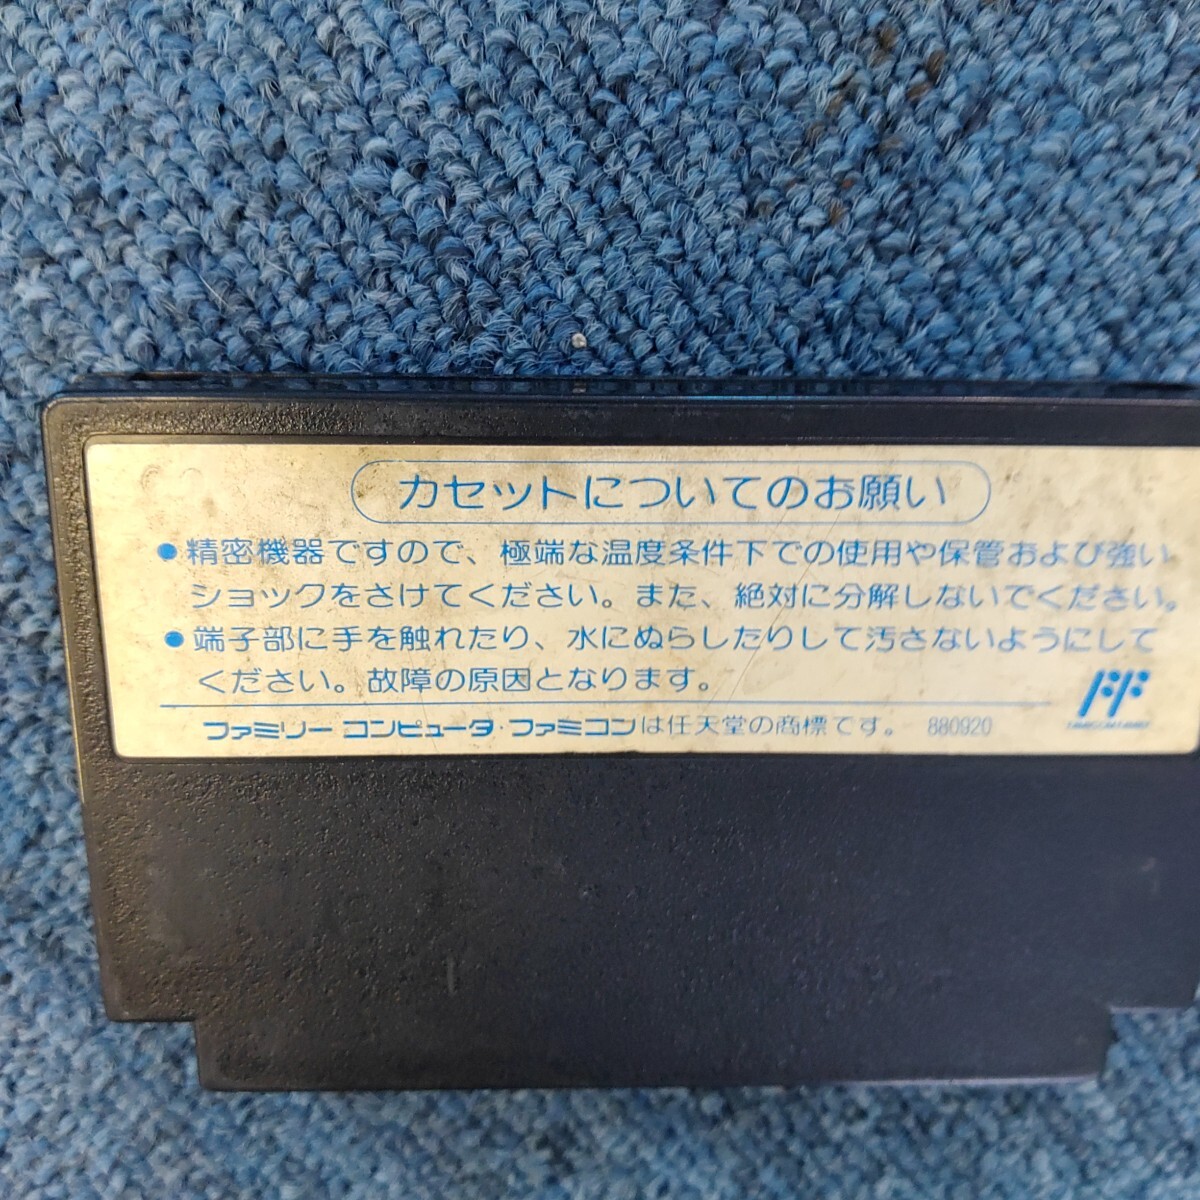 カセットについてのお願い
●精密機器ですので、極端な温度条件下での使用や保管および強い
ショックをさけてください。また、絶対に分解しないでください。
●端子部に手を触れたり、水にぬらしたりして汚さないようにして
ください。故障の原因となります。
ファミリー コンピュータ・ファミコンは任天堂の商標です。 880920